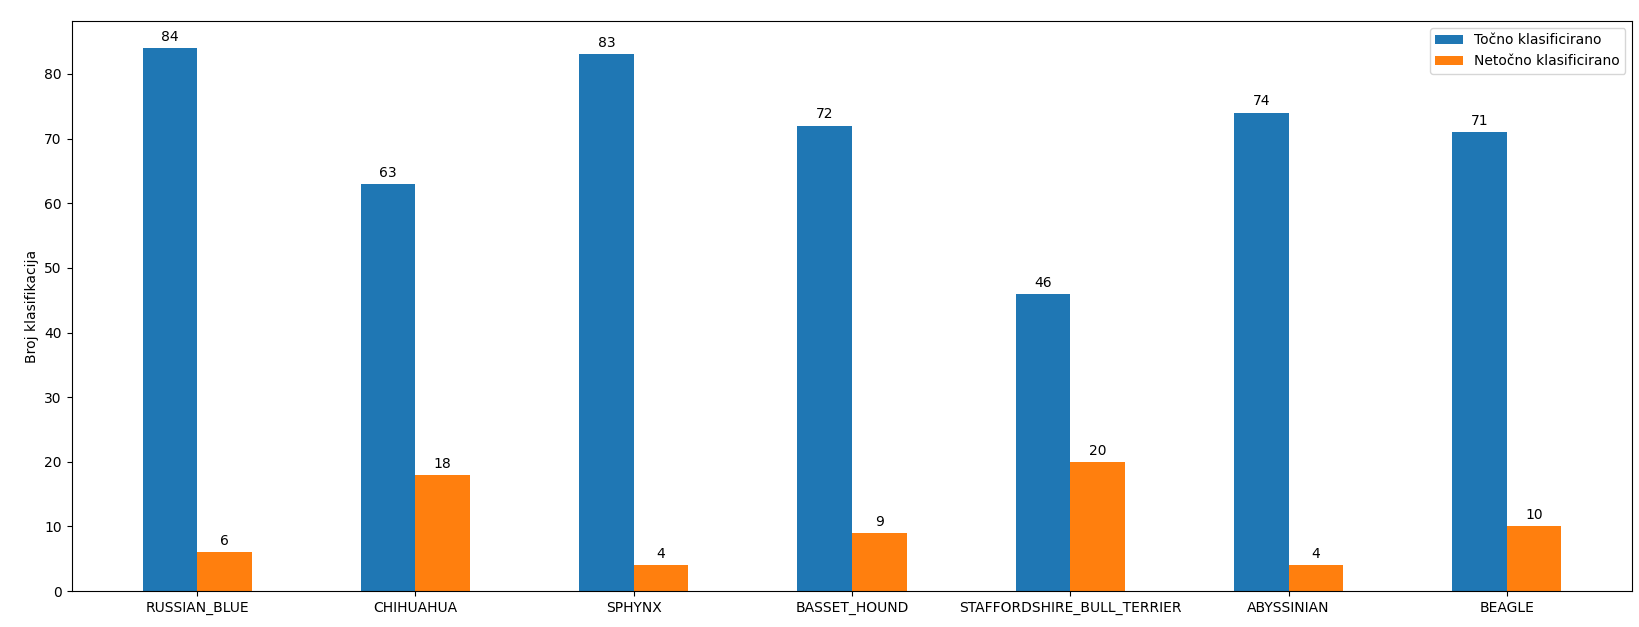 Točno klasificirano
Netočno klasificirano
Broj klasifikacija
80
70
60
50
40
30
20
10
0
84
6
63
18
83
4
72
9
46
20
74
4
71
10
RUSSIAN_BLUE
CHIHUAHUA
SPHYNX
BASSET_HOUND
STAFFORDSHIRE_BULL_TERRIER
ABYSSINIAN
BEAGLE